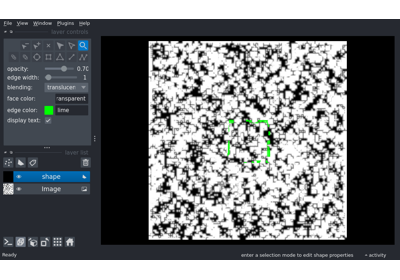 File View Window Plugins Help
layer controls
opacity: 0.70
edge width: 1
blending: translucen
face color: transparent
edge color: lime
display text:
layer list
shape
Image
Ready enter a selection mode to edit shape properties activity